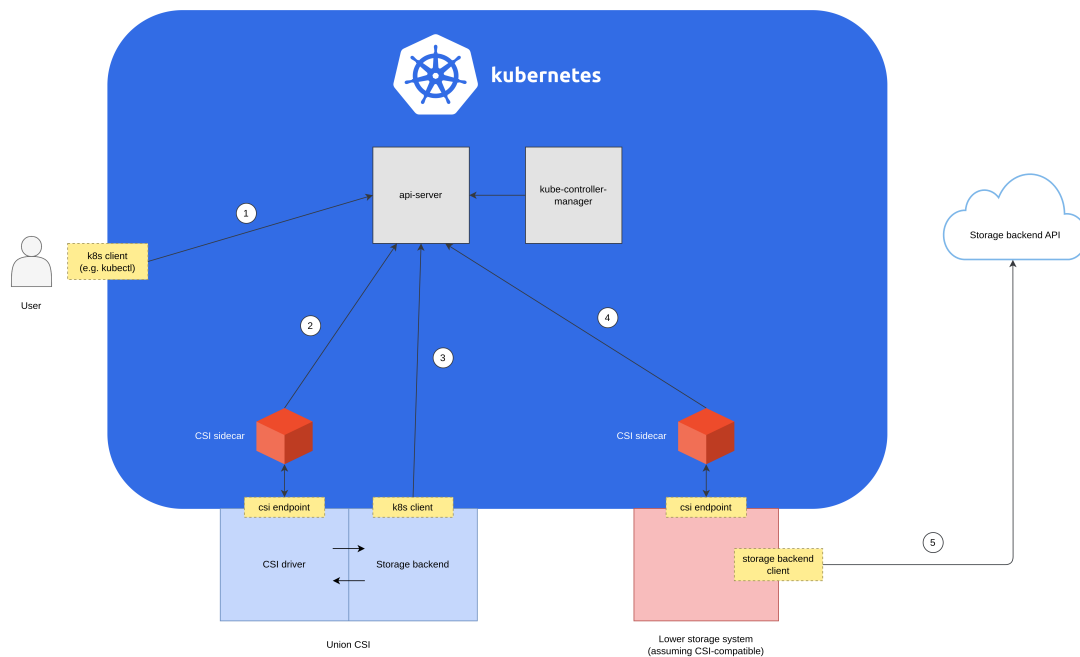 kubernetes
api-server
kube-controller-
manager
1
Storage backend API
k8s client
(e.g. kubectl)
User
2
4
3
CSI sidecar
CSI sidecar
csi endpoint
k8s client
csi endpoint
5
CSI driver
Storage backend
storage backend
client
Union CSI
Lower storage system
(assuming CSI-compatible)